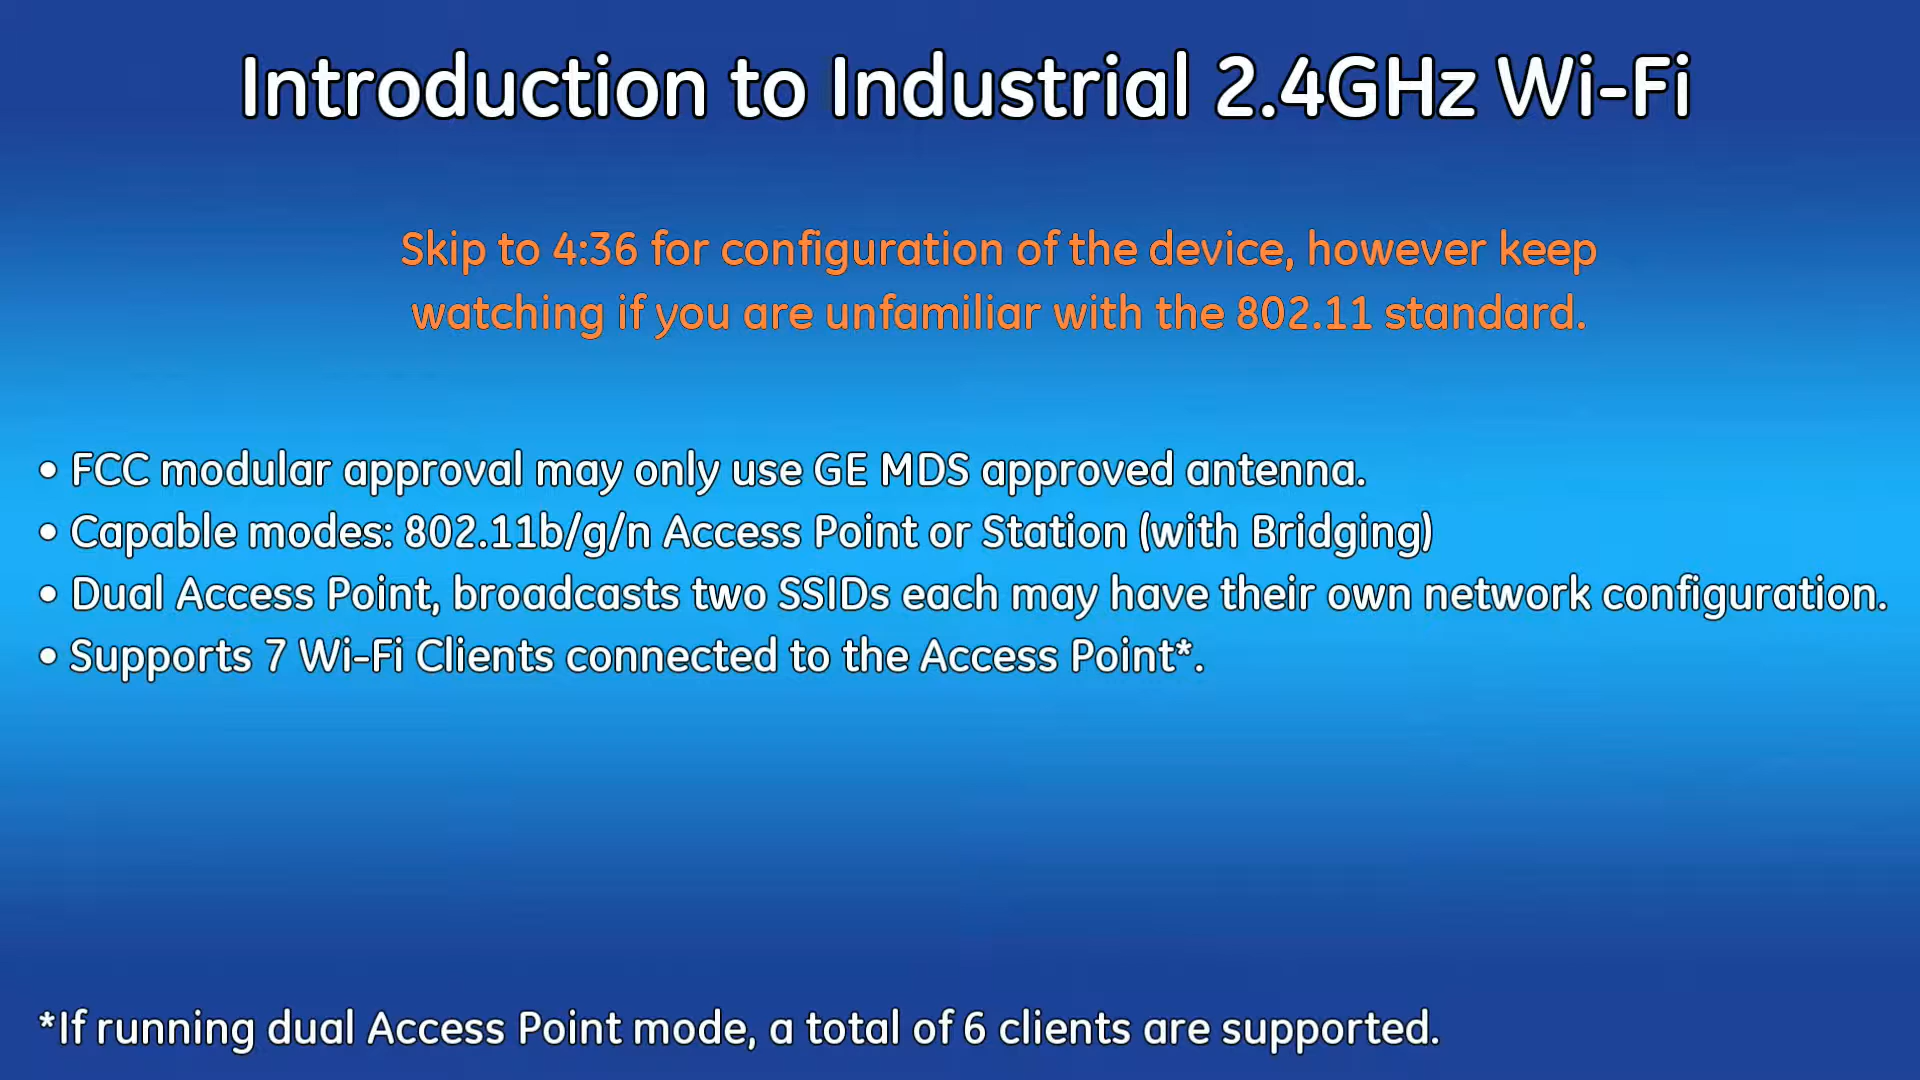 Introduction to Industrial 2.4GHz Wi-Fi
Skip to 4:36 for configuration of the device, however keep
watching if you are unfamiliar with the 802.11 standard.
• FCC modular approval may only use GE MDS approved antenna.
• Capable modes: 802.11b/g/n Access Point or Station (with Bridging)
• Dual Access Point, broadcasts two SSIDs each may have their own network configuration.
• Supports 7 Wi-Fi Clients connected to the Access Point*.
*If running dual Access Point mode, a total of 6 clients are supported.